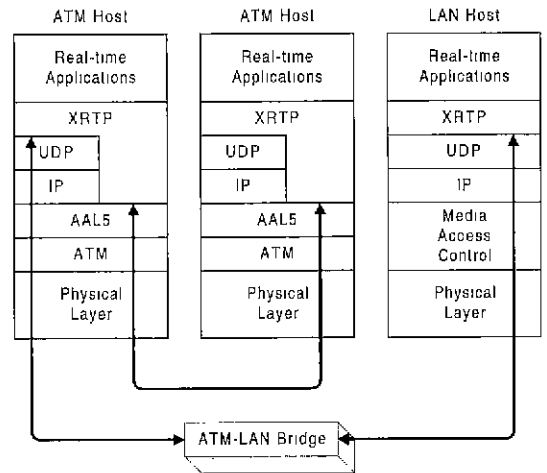 ATM Host
Real-time
Applications
XRTP
UDP
IP
AAL5
ATM
Physical
Layer
ATM Host
Real-time
Applications
XRTP
UDP
IP
AAL5
ATM
Physical
Layer
LAN Host
Real-time
Applications
XRTP
UDP
IP
Media
Access
Control
Physical
Layer
ATM-LAN Bridge